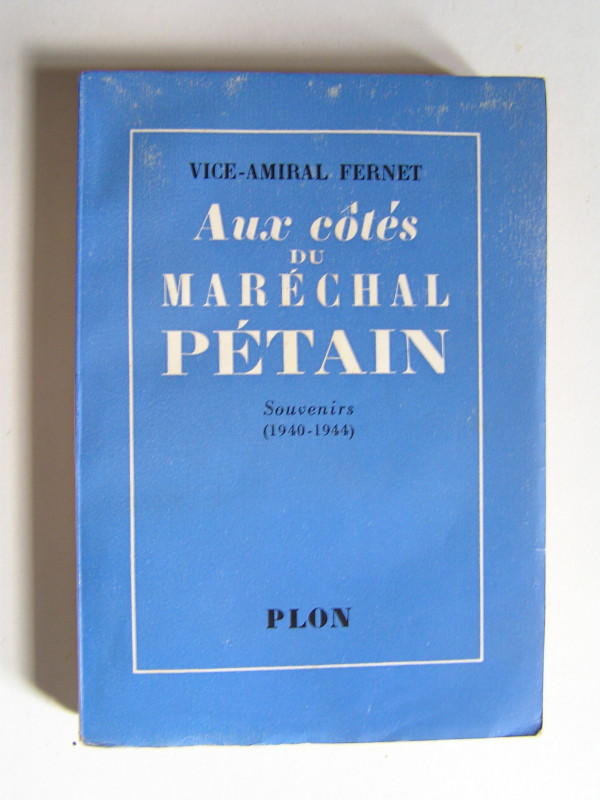 VICE-AMIRAL FERNET
Aux côtés
DU
MARÉCHAL
PÉTAIN
Souvenirs
(1940-1944)
PLON